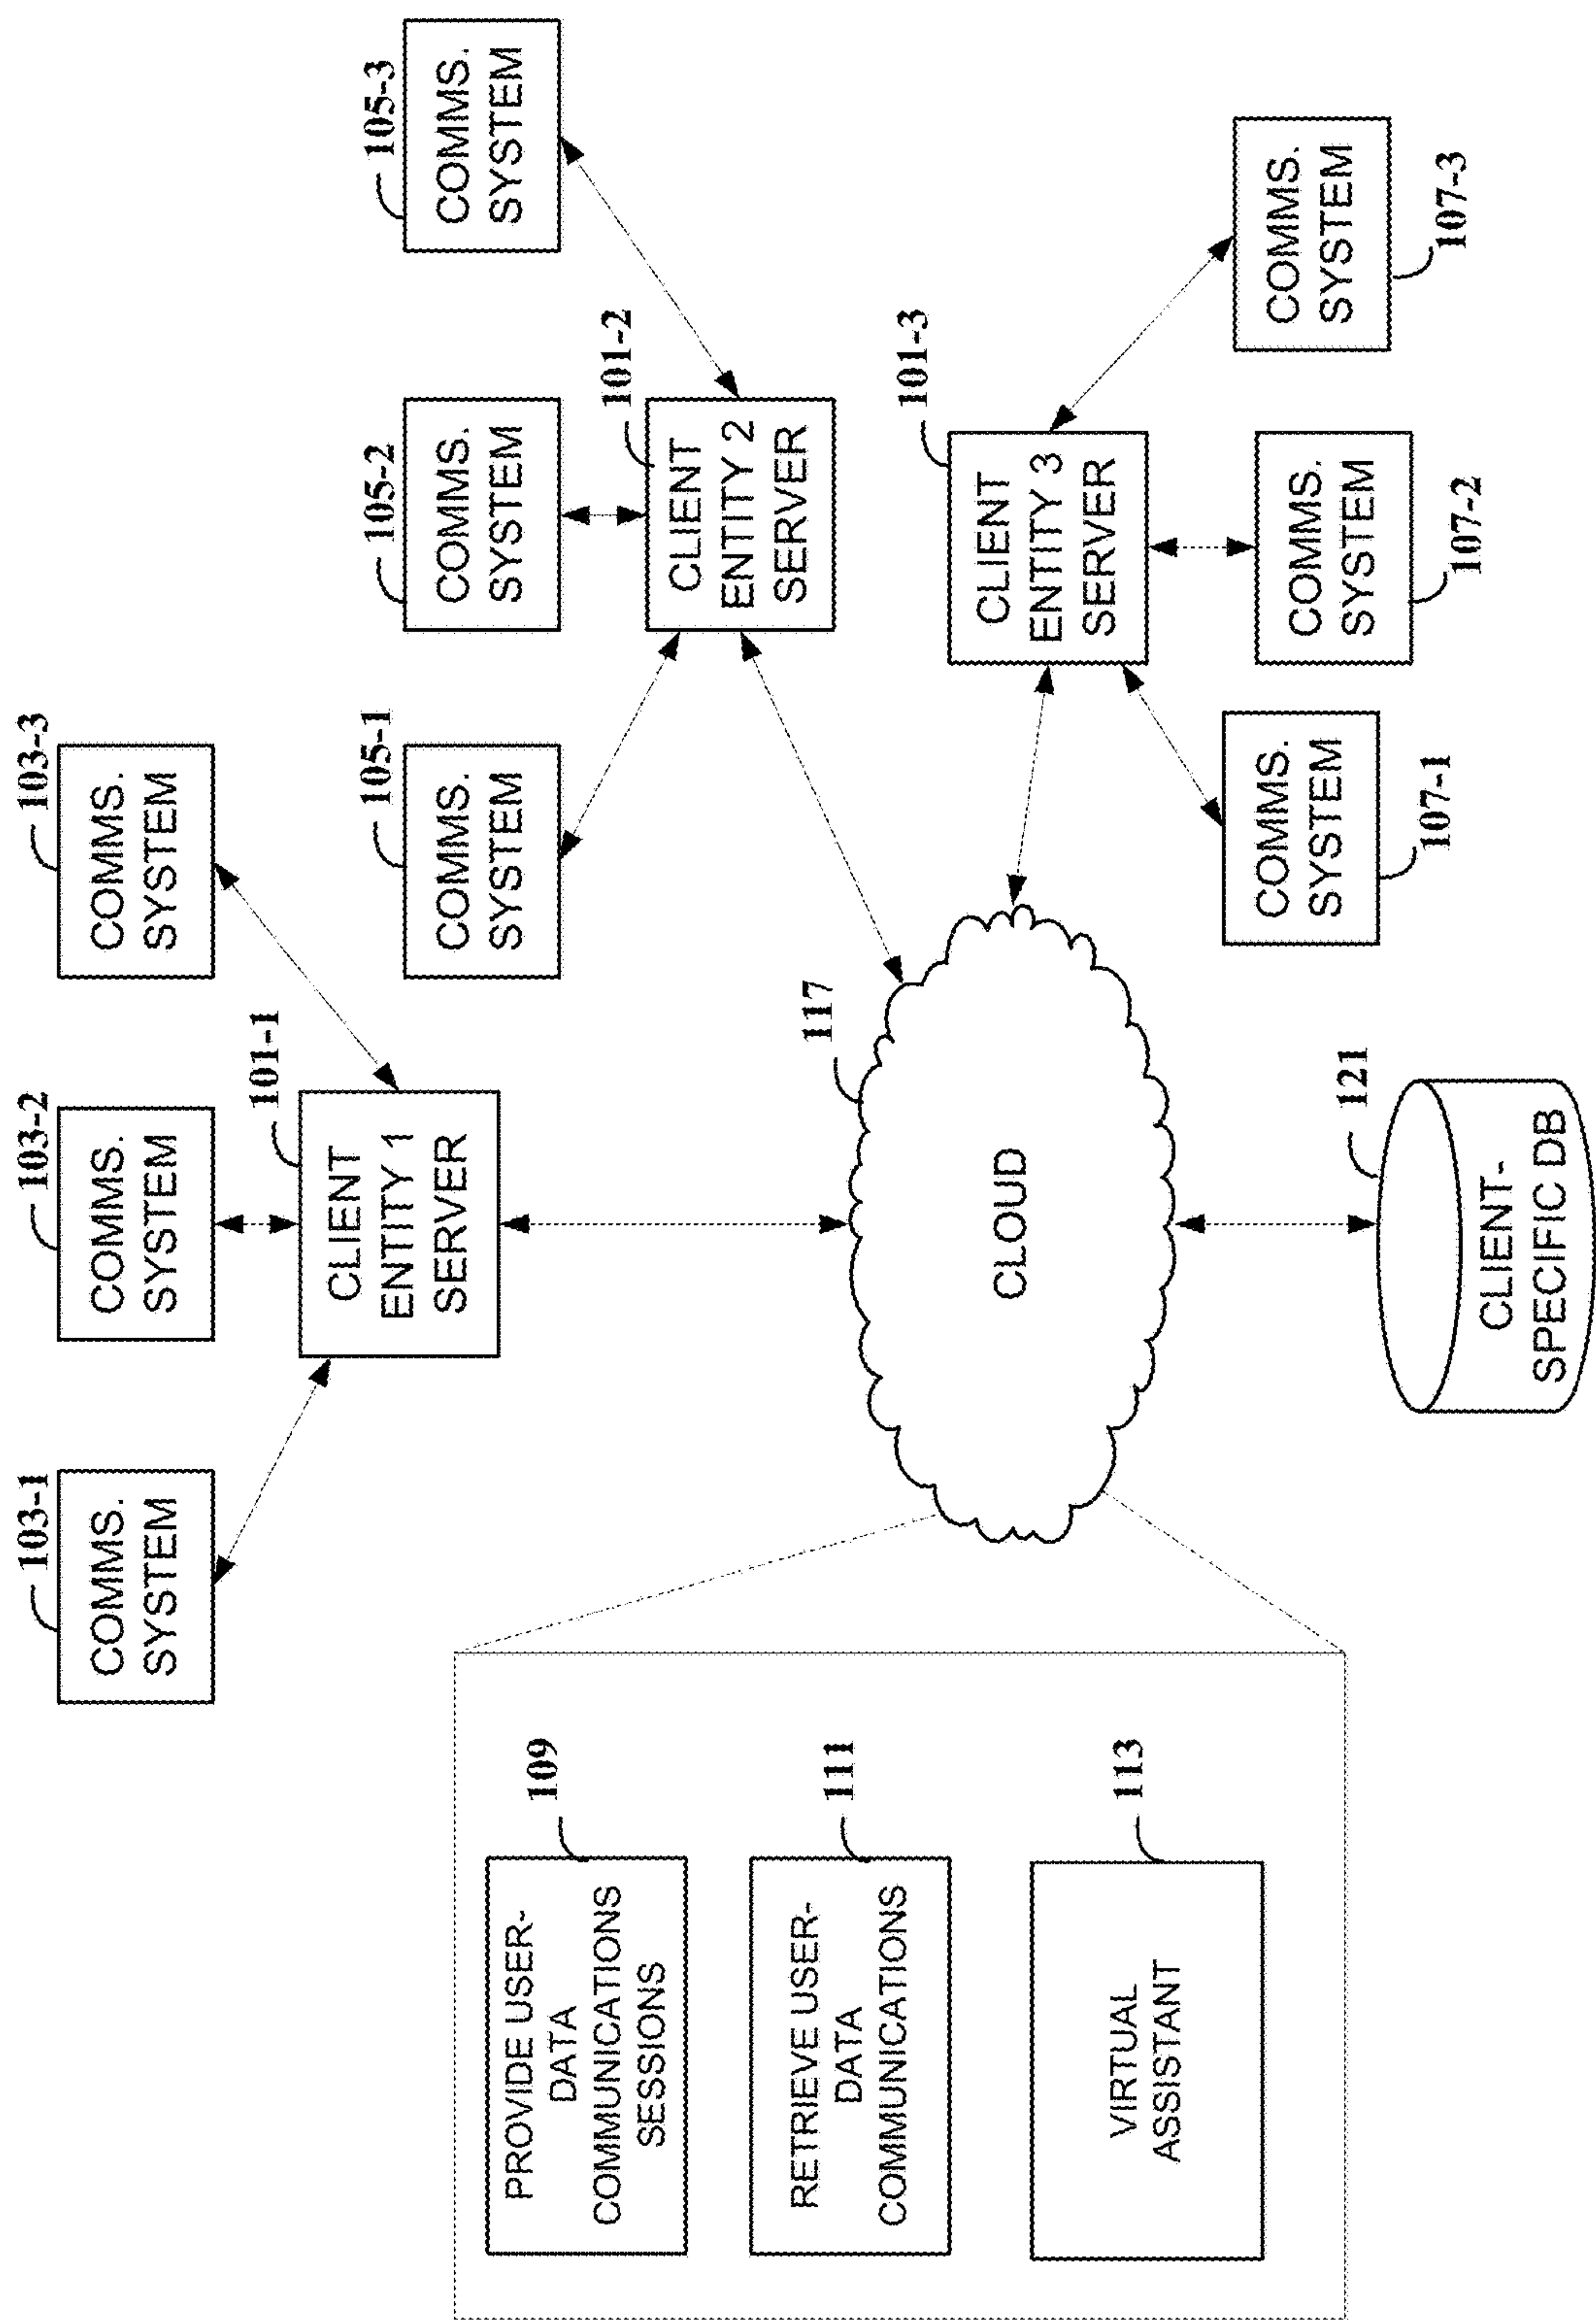 103-1
COMMS.
SYSTEM
103-2
COMMS.
SYSTEM
103-3
COMMS.
SYSTEM
101-1
CLIENT
ENTITY 1
SERVER
105-1
COMMS.
SYSTEM
105-2
COMMS.
SYSTEM
105-3
COMMS.
SYSTEM
101-2
CLIENT
ENTITY 2
SERVER
109
PROVIDE USER-
DATA
COMMUNICATIONS
SESSIONS
111
RETRIEVE USER-
DATA
COMMUNICATIONS
113
VIRTUAL
ASSISTANT
117
CLOUD
101-3
CLIENT
ENTITY 3
SERVER
COMMS.
SYSTEM
107-1
COMMS.
SYSTEM
107-2
COMMS.
SYSTEM
107-3
121
CLIENT-
SPECIFIC DB